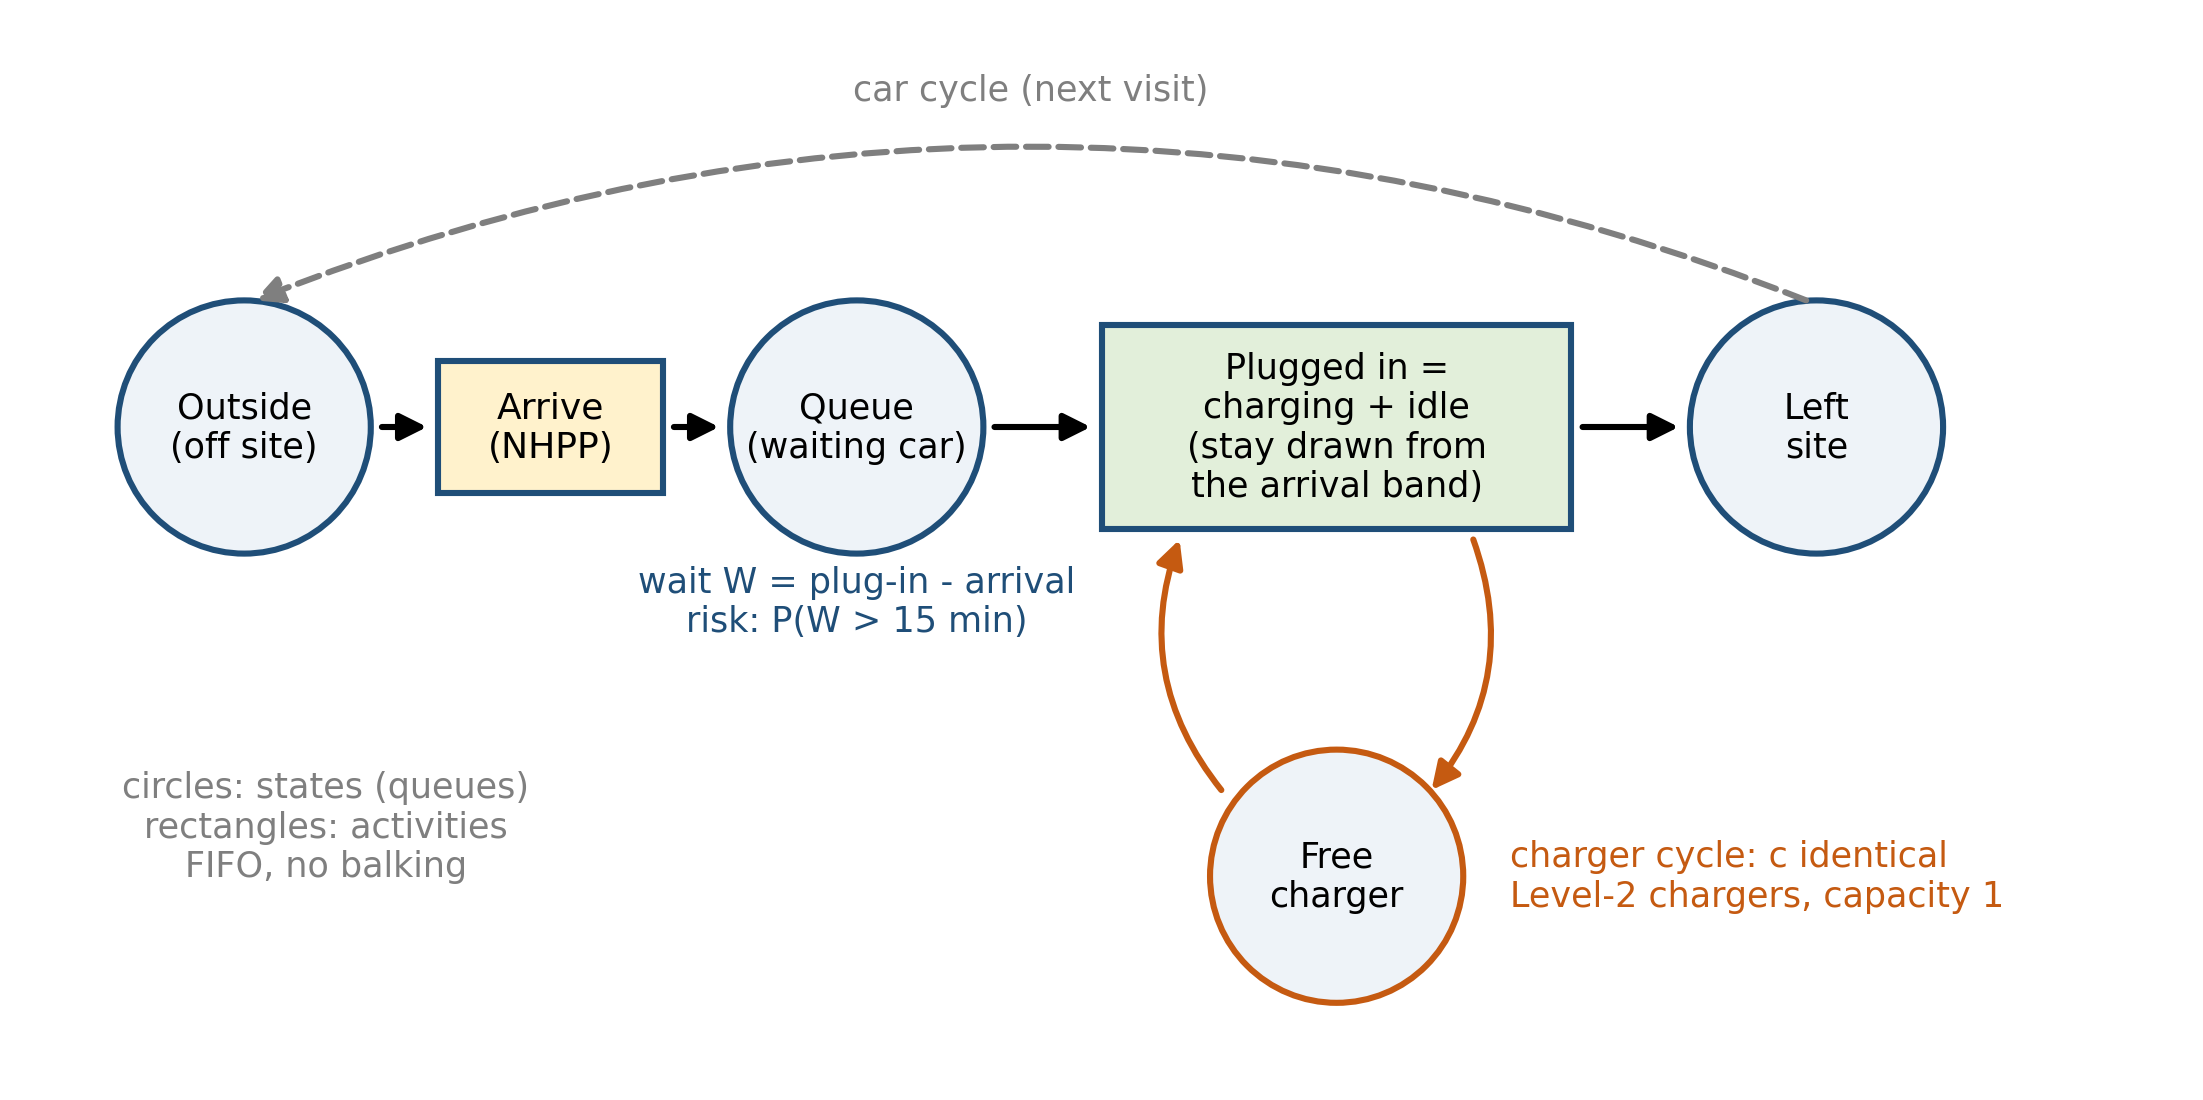 car cycle (next visit)
Outside
(off site)
Arrive
(NHPP)
Queue
(waiting car)
Plugged in =
charging + idle
(stay drawn from
the arrival band)
Left
site
wait W = plug-in - arrival
risk: P(W > 15 min)
circles: states (queues)
rectangles: activities
FIFO, no balking
Free
charger
charger cycle: c identical
Level-2 chargers, capacity 1